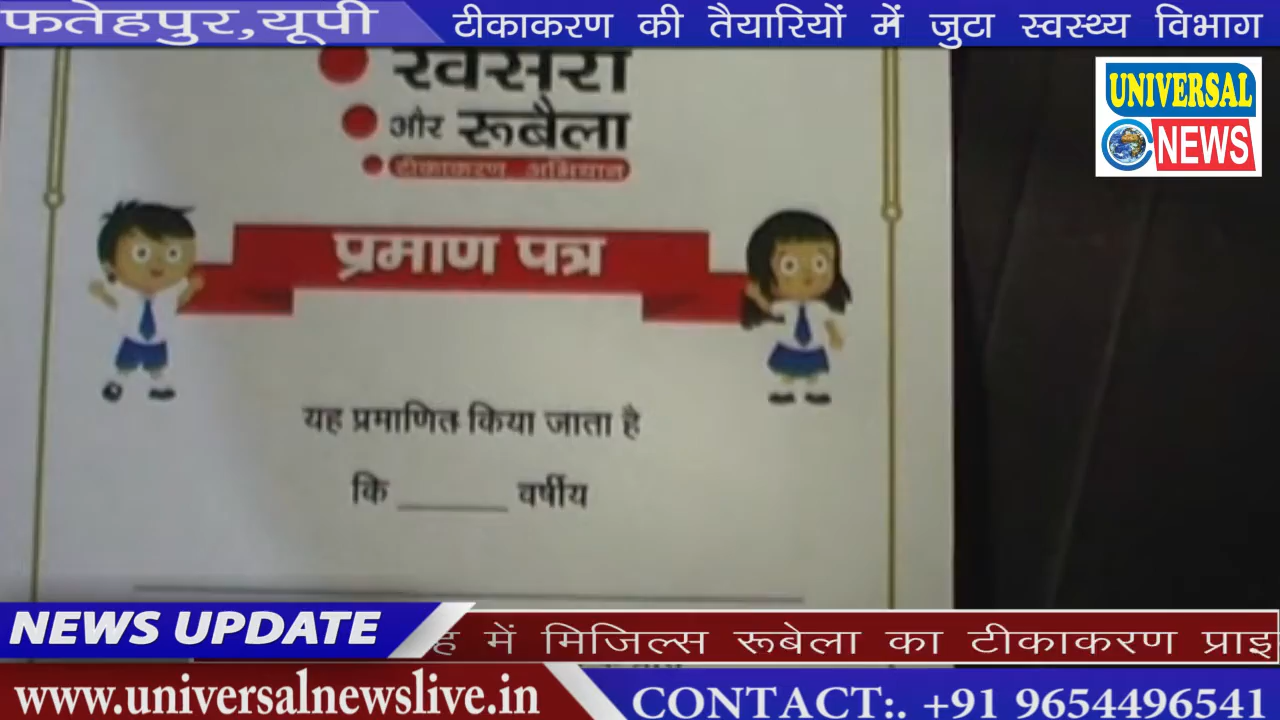 फतेहपुर,यूपी
टीकाकरण की तैयारियों में जुटा स्वस्थ्य विभाग
UNIVERSAL
NEWS
खसरा
और रूबैला
टीकाकरण अभियान
प्रमाण पत्र
यह प्रमाणित किया जाता है
कि ______ वर्षीय
NEWS UPDATE
ह में मिजिल्स रूबेला का टीकाकरण प्राइ
www.universalnewslive.in
CONTACT:. +91 9654496541